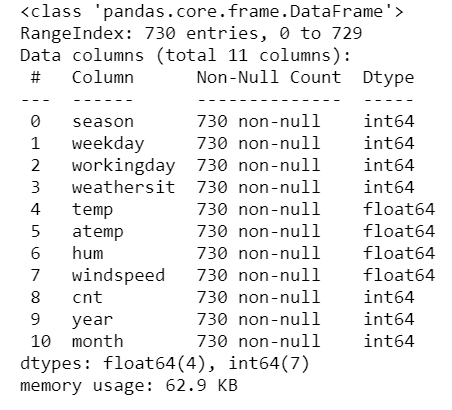 <class 'pandas.core.frame.DataFrame'>
RangeIndex: 730 entries, 0 to 729
Data columns (total 11 columns):
 #   Column      Non-Null Count  Dtype
---  ------      --------------  -----
 0   season      730 non-null    int64
 1   weekday     730 non-null    int64
 2   workingday  730 non-null    int64
 3   weathersit  730 non-null    int64
 4   temp        730 non-null    float64
 5   atemp       730 non-null    float64
 6   hum         730 non-null    float64
 7   windspeed   730 non-null    float64
 8   cnt         730 non-null    int64
 9   year        730 non-null    int64
 10  month       730 non-null    int64
dtypes: float64(4), int64(7)
memory usage: 62.9 KB